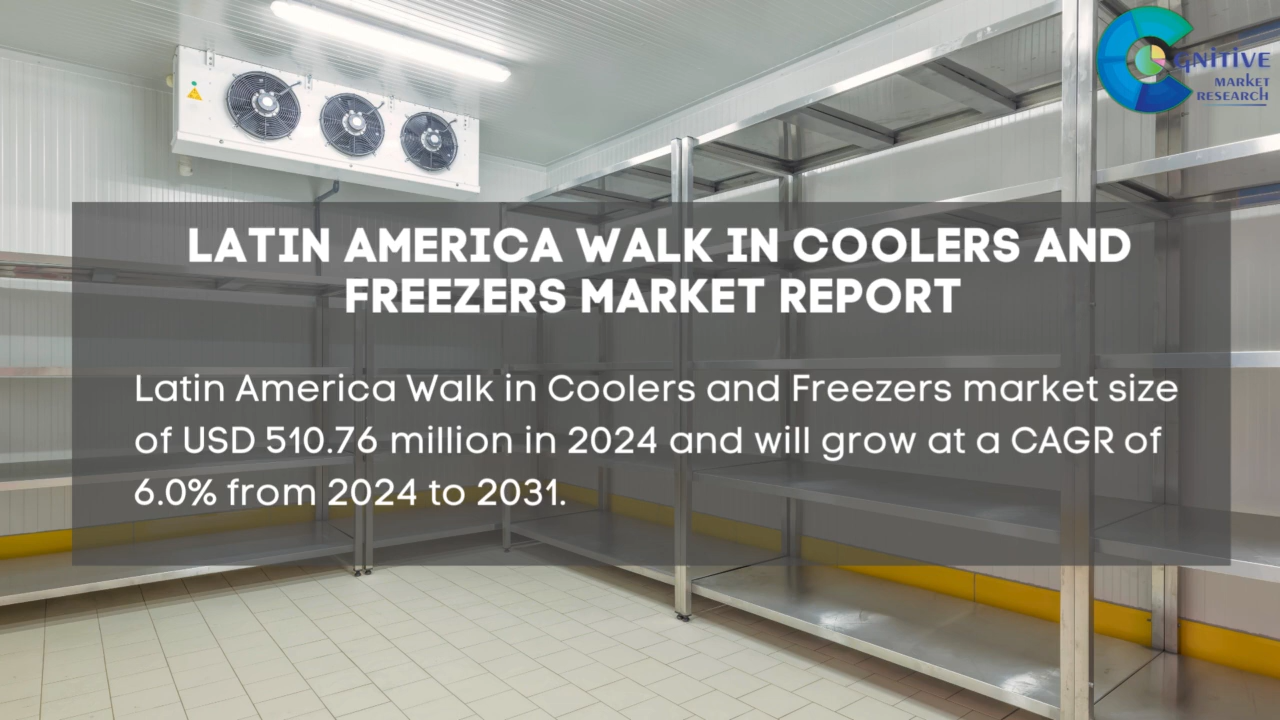 GNITIVE
MARKET
RESEARCH
LATIN AMERICA WALK IN COOLERS AND
FREEZERS MARKET REPORT
Latin America Walk in Coolers and Freezers market size
of USD 510.76 million in 2024 and will grow at a CAGR of
6.0% from 2024 to 2031.